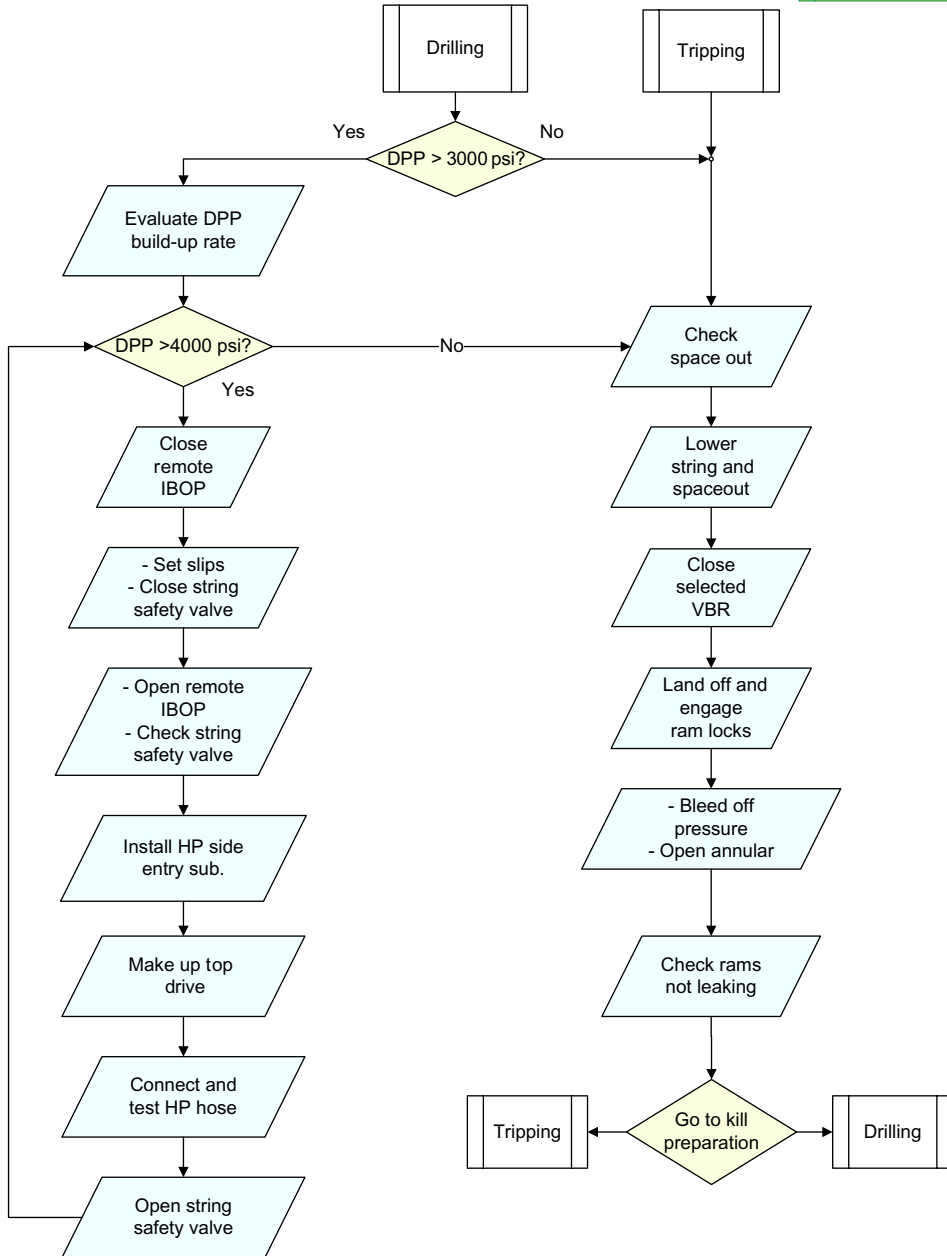 Drilling
Tripping
Yes
No
DPP > 3000 psi?
Evaluate DPP
build-up rate
DPP >4000 psi?
No
Check
space out
Yes
Close
remote
IBOP
Lower
string and
spaceout
- Set slips
- Close string
safety valve
Close
selected
VBR
- Open remote
IBOP
- Check string
safety valve
Land off and
engage
ram locks
Install HP side
entry sub.
- Bleed off
pressure
- Open annular
Make up top
drive
Check rams
not leaking
Connect and
test HP hose
Tripping
Go to kill
preparation
Drilling
Open string
safety valve